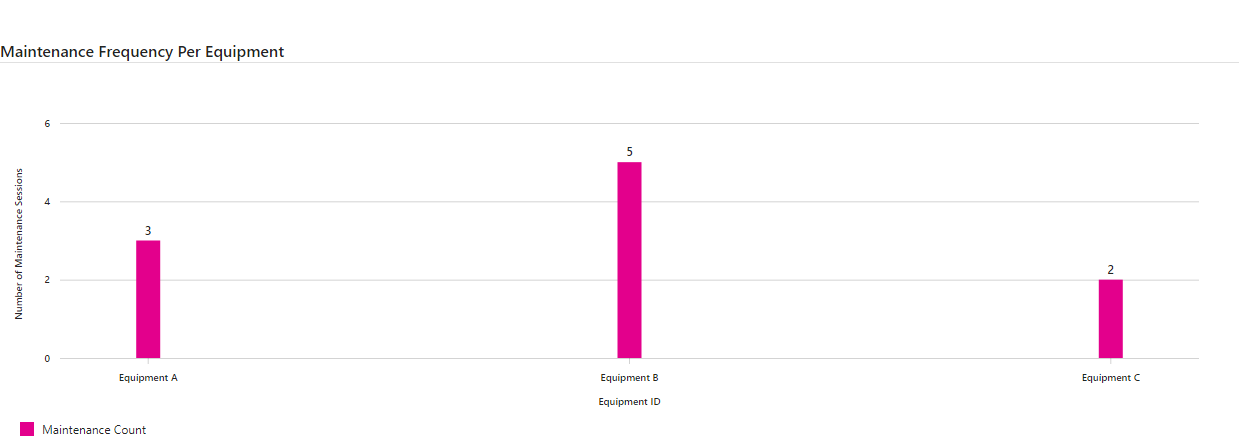 Maintenance Frequency Per Equipment
Number of Maintenance Sessions
6
4
2
0
3
5
2
Equipment A
Equipment B
Equipment C
Equipment ID
Maintenance Count